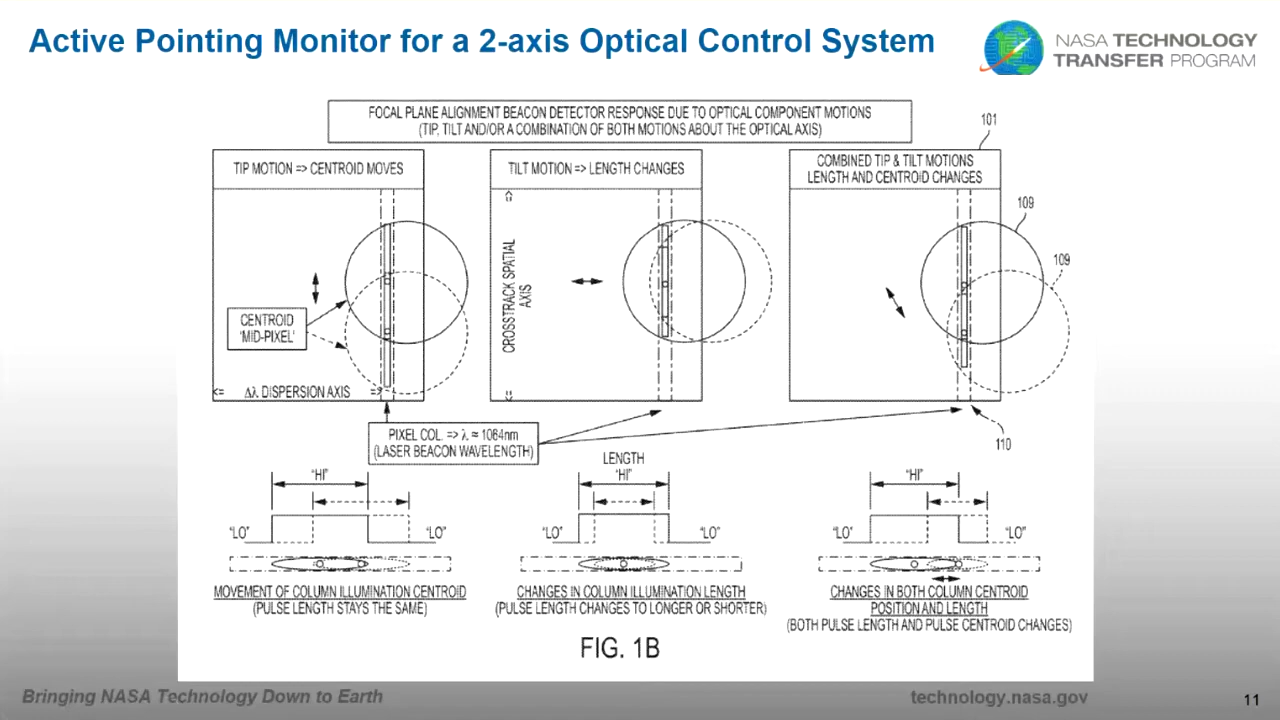 Active Pointing Monitor for a 2-axis Optical Control System
NASA TECHNOLOGY
TRANSFER PROGRAM
FOCAL PLANE ALIGNMENT BEACON DETECTOR RESPONSE DUE TO OPTICAL COMPONENT MOTIONS
(TIP, TILT AND/OR A COMBINATION OF BOTH MOTIONS ABOUT THE OPTICAL AXIS)
101
TIP MOTION => CENTROID MOVES
TILT MOTION => LENGTH CHANGES
COMBINED TIP & TILT MOTIONS
LENGTH AND CENTROID CHANGES
109
109
CROSSTRACK SPATIAL
AXIS
CENTROID
'MID-PIXEL'
Δλ DISPERSION AXIS
PIXEL COL. => λ ≈ 1064nm
(LASER BEACON WAVELENGTH)
110
"HI"
LENGTH
"HI"
"HI"
"LO"
"LO"
"LO"
"LO"
"LO"
"LO"
MOVEMENT OF COLUMN ILLUMINATION CENTROID
(PULSE LENGTH STAYS THE SAME)
CHANGES IN COLUMN ILLUMINATION LENGTH
(PULSE LENGTH CHANGES TO LONGER OR SHORTER)
CHANGES IN BOTH COLUMN CENTROID
POSITION AND LENGTH
(BOTH PULSE LENGTH AND PULSE CENTROID CHANGES)
FIG. 1B
Bringing NASA Technology Down to Earth
technology.nasa.gov
11